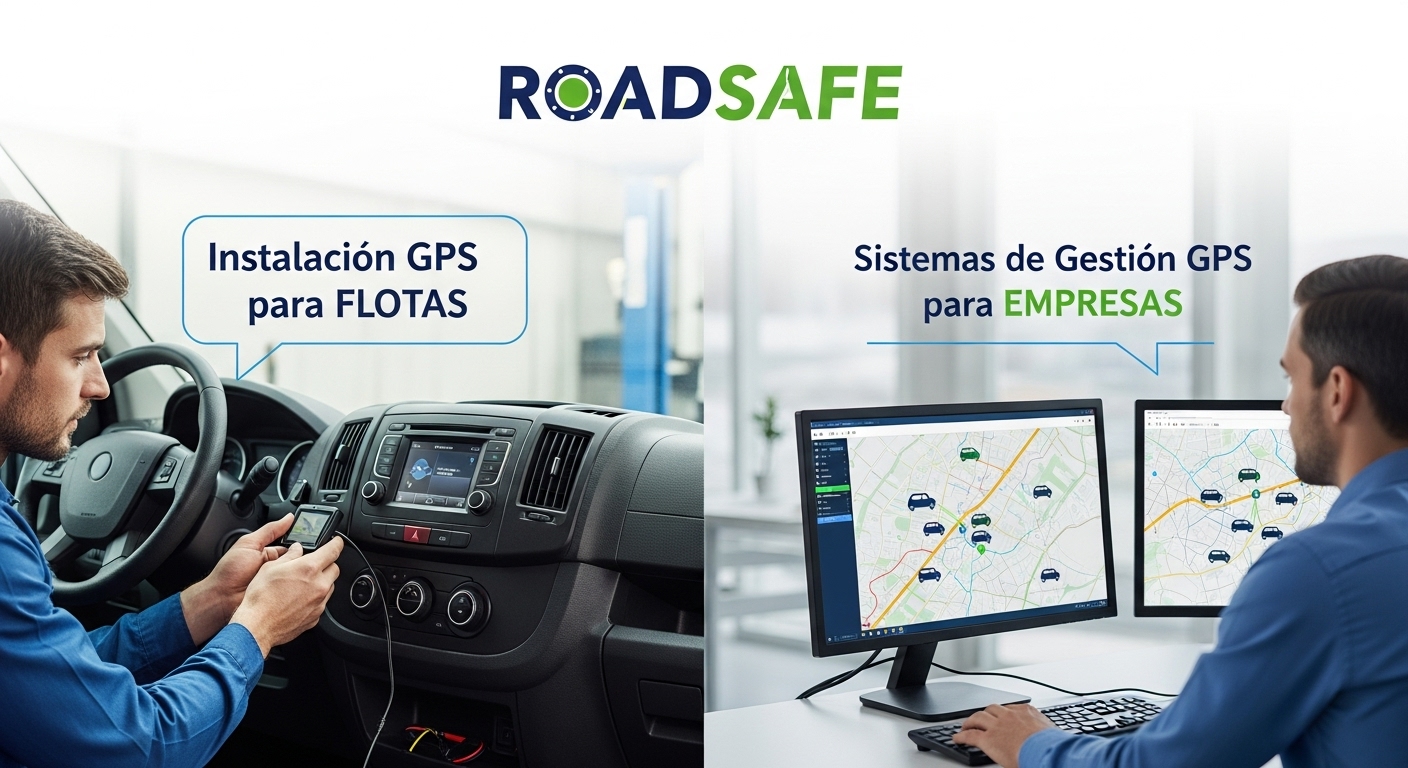 ROADSAFE
Instalación GPS
para FLOTAS
Sistemas de Gestión GPS
para EMPRESAS